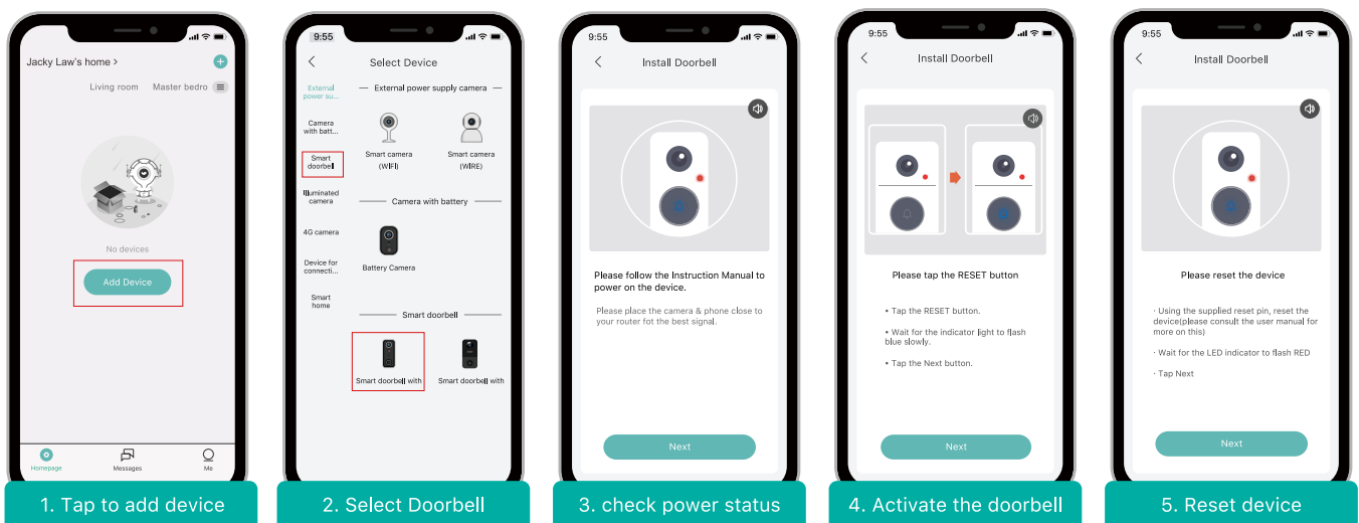 Jacky Law's home >
Living room Master bedro
No devices
Add Device
Homepage
Messages
Me
1. Tap to add device
9:55
Select Device
External
power su...
Camera
with batt...
Smart
doorbell
Illuminated
camera
4G camera
Device for
connecti...
Smart
home
External power supply camera
Smart camera
(WIFI)
Smart camera
(WIRE)
Camera with battery
Battery Camera
Smart doorbell
Smart doorbell with
Smart doorbell with
2. Select Doorbell
9:55
Install Doorbell
Please follow the Instruction Manual to
power on the device.
Please place the camera & phone close to
your router fot the best signal.
Next
3. check power status
9:55
Install Doorbell
Please tap the RESET button
• Tap the RESET button.
• Wait for the indicator light to flash
blue slowly.
• Tap the Next button.
Next
4. Activate the doorbell
9:55
Install Doorbell
Please reset the device
· Using the supplied reset pin, reset the
device(please consult the user manual for
more on this)
· Wait for the LED indicator to flash RED
· Tap Next
Next
5. Reset device